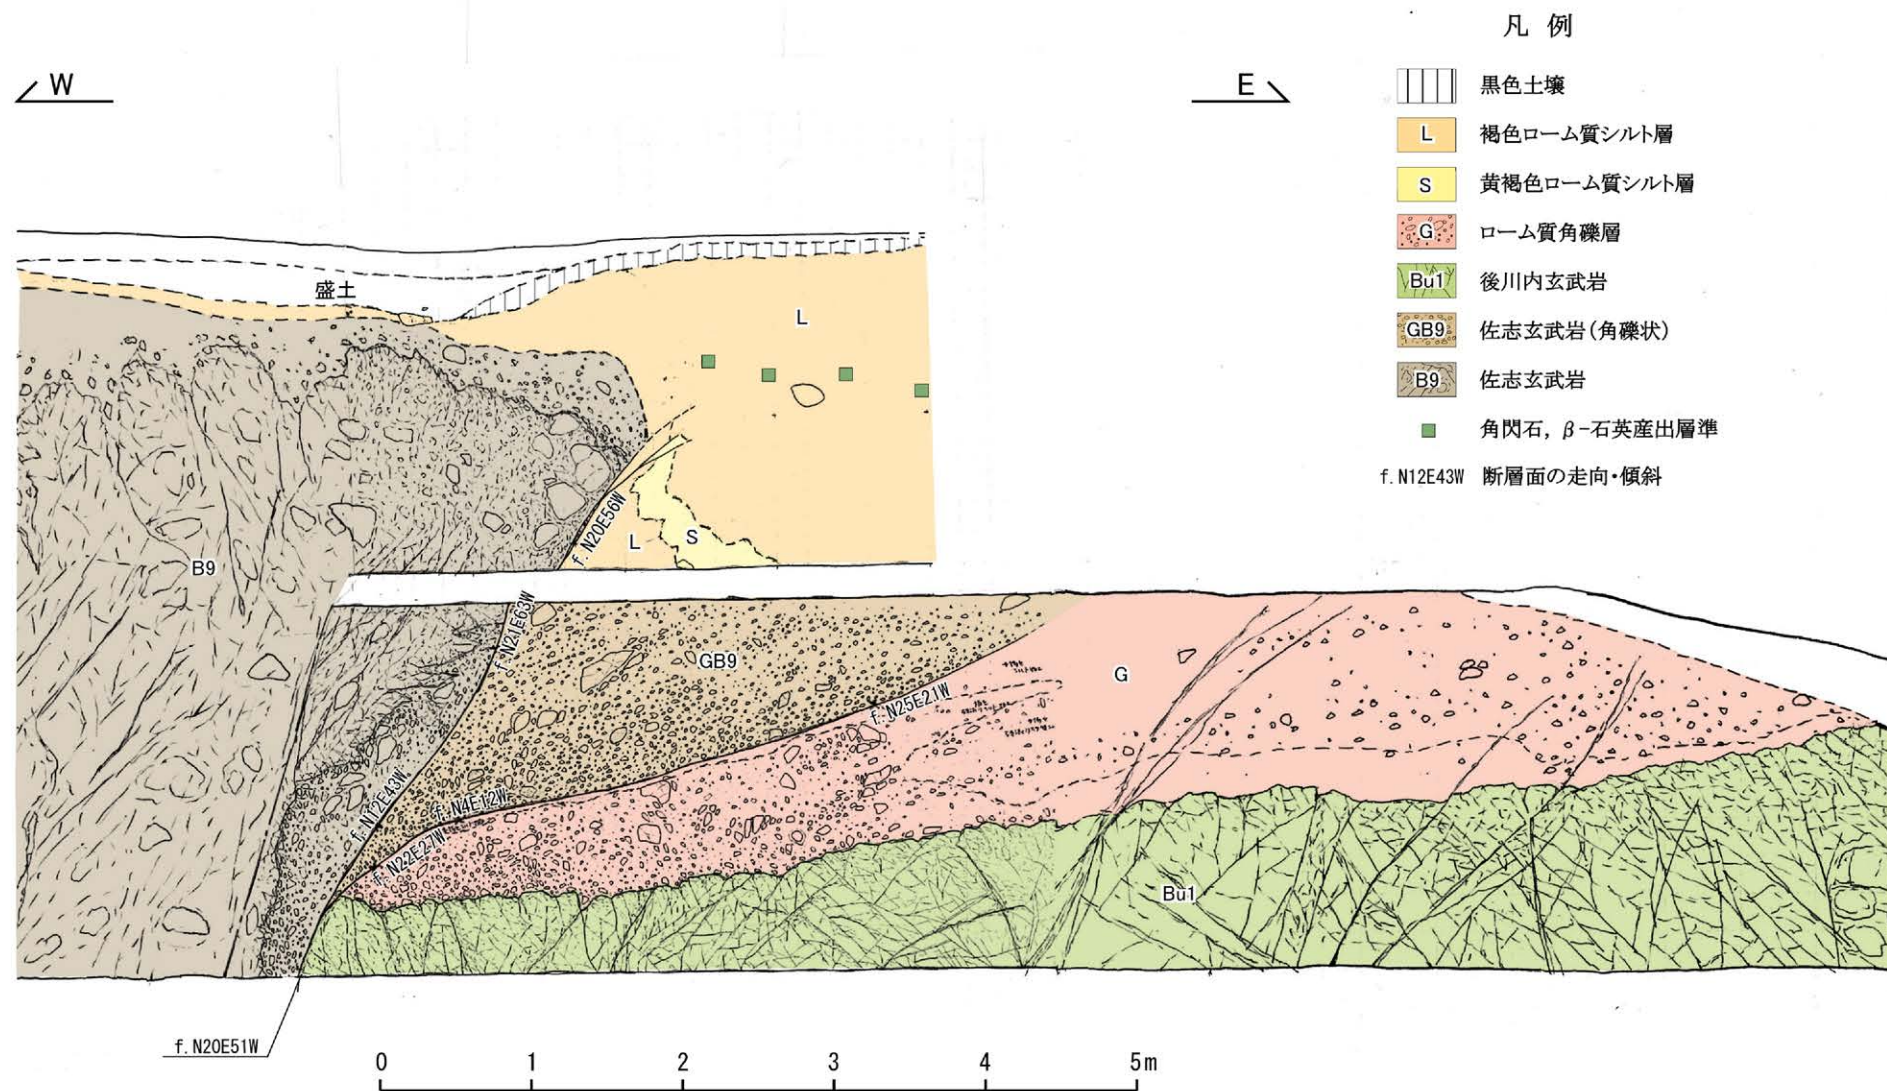 凡 例
W
E
黒色土壌
L 褐色ローム質シルト層
S 黄褐色ローム質シルト層
G ローム質角礫層
Bu1 後川内玄武岩
GB9 佐志玄武岩(角礫状)
B9 佐志玄武岩
角閃石, β-石英産出層準
f.N12E43W 断層面の走向・傾斜
盛土
L
f.N20E56W
L
S
B9
f.N21E63W
GB9
G
f.N25E21W
f.N12E43W
f.N4E12W
f.N22E27W
Bu1
f.N20E51W
0 1 2 3 4 5m